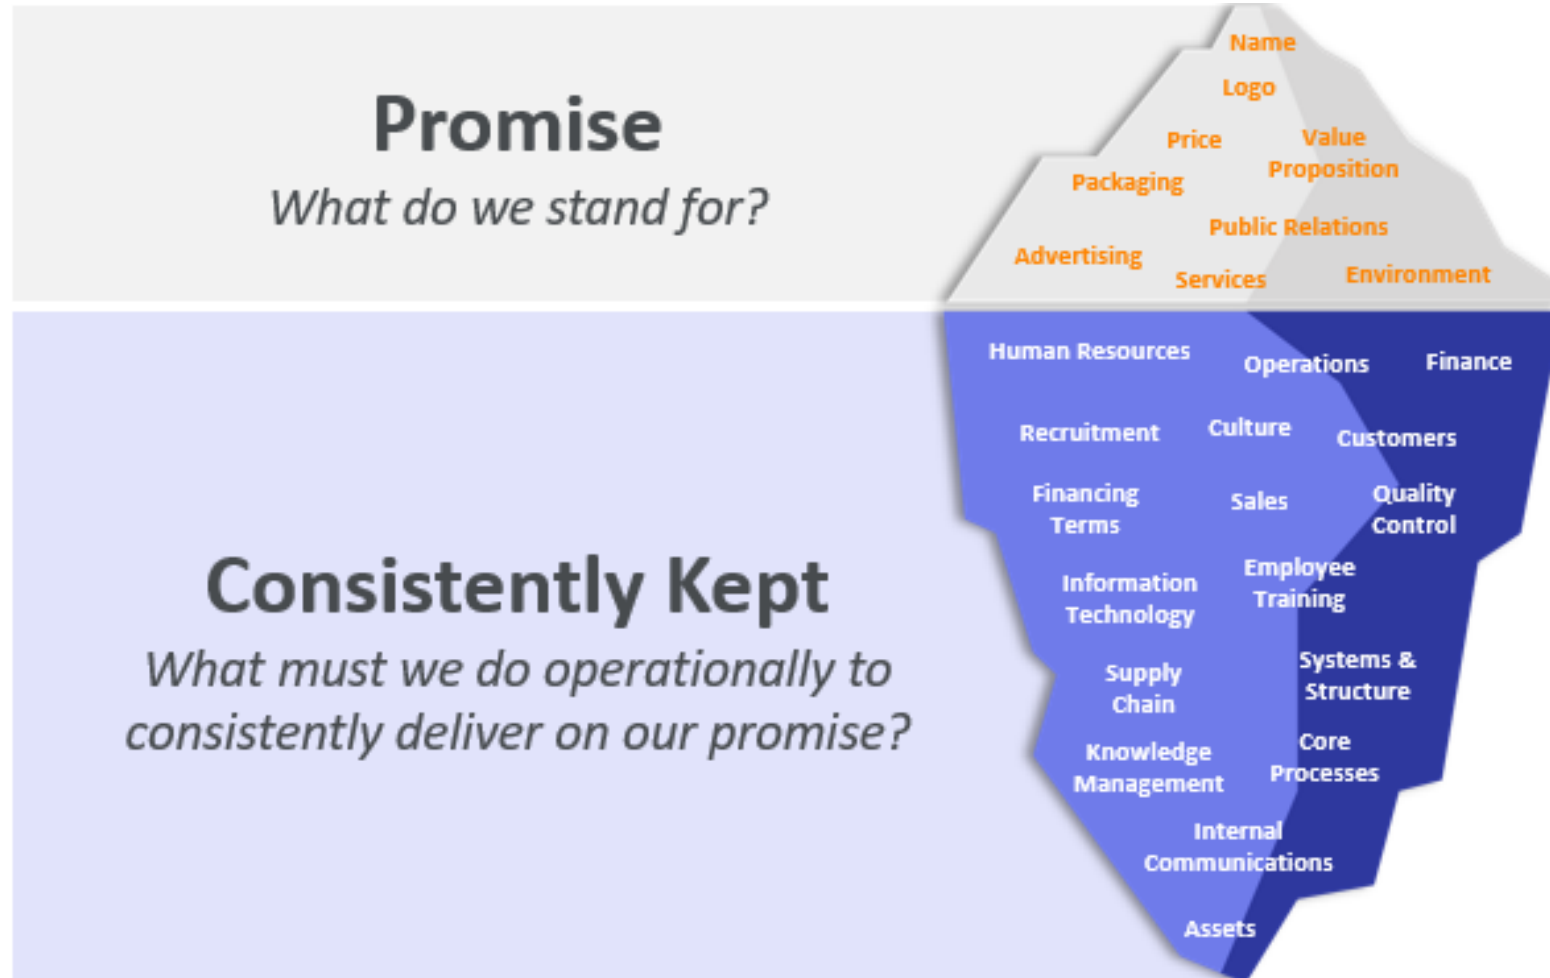 Promise
What do we stand for?
Name
Logo
Price
Value
Proposition
Packaging
Public Relations
Advertising
Services
Environment
Consistently Kept
What must we do operationally to
consistently deliver on our promise?
Human Resources
Operations
Finance
Recruitment
Culture
Customers
Financing
Terms
Sales
Quality
Control
Information
Technology
Employee
Training
Supply
Chain
Systems &
Structure
Knowledge
Management
Core
Processes
Internal
Communications
Assets